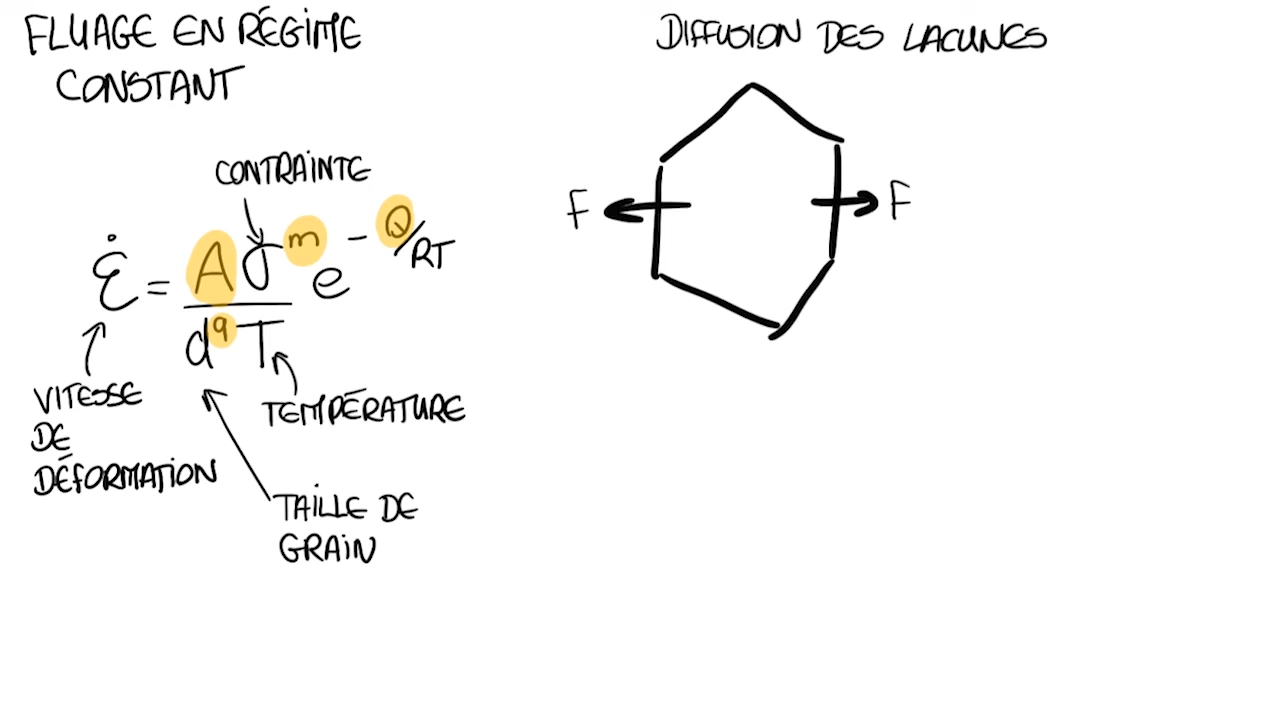 FLUAGE EN RÉGIME
CONSTANT
CONTRAINTE
ε̇ = Aσ^m / d^q T e^-Q/RT
VITESSE
DE
DÉFORMATION
TEMPÉRATURE
TAILLE DE
GRAIN
DIFFUSION DES LACUNES
F
F